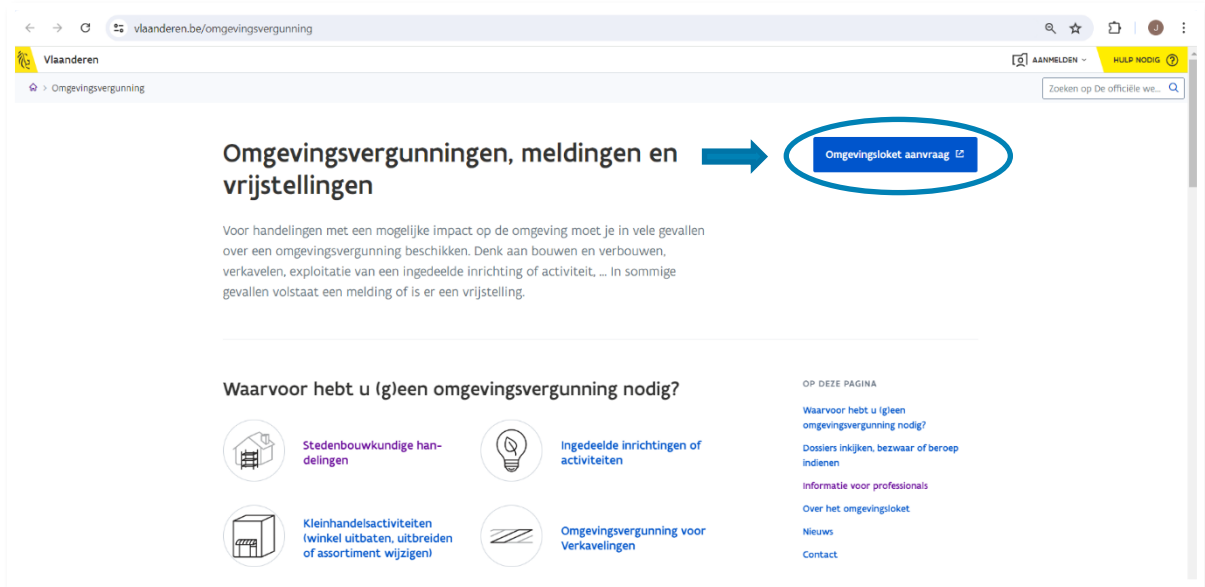 vlaanderen.be/omgevingsvergunning
J
Vlaanderen
AANMELDEN
HULP NODIG ?
> Omgevingsvergunning
Zoeken op De officiële we...
Omgevingsvergunningen, meldingen en
vrijstellingen
Omgevingsloket aanvraag
Voor handelingen met een mogelijke impact op de omgeving moet je in vele gevallen
over een omgevingsvergunning beschikken. Denk aan bouwen en verbouwen,
verkavelen, exploitatie van een ingedeelde inrichting of activiteit, ... In sommige
gevallen volstaat een melding of is er een vrijstelling.
Waarvoor hebt u (g)een omgevingsvergunning nodig?
Stedenbouwkundige han-
delingen
Ingedeelde inrichtingen of
activiteiten
Kleinhandelsactiviteiten
(winkel uitbaten, uitbreiden
of assortiment wijzigen)
Omgevingsvergunning voor
Verkavelingen
OP DEZE PAGINA
Waarvoor hebt u (g)een
omgevingsvergunning nodig?
Dossiers inkijken, bezwaar of beroep
indienen
Informatie voor professionals
Over het omgevingsloket
Nieuws
Contact